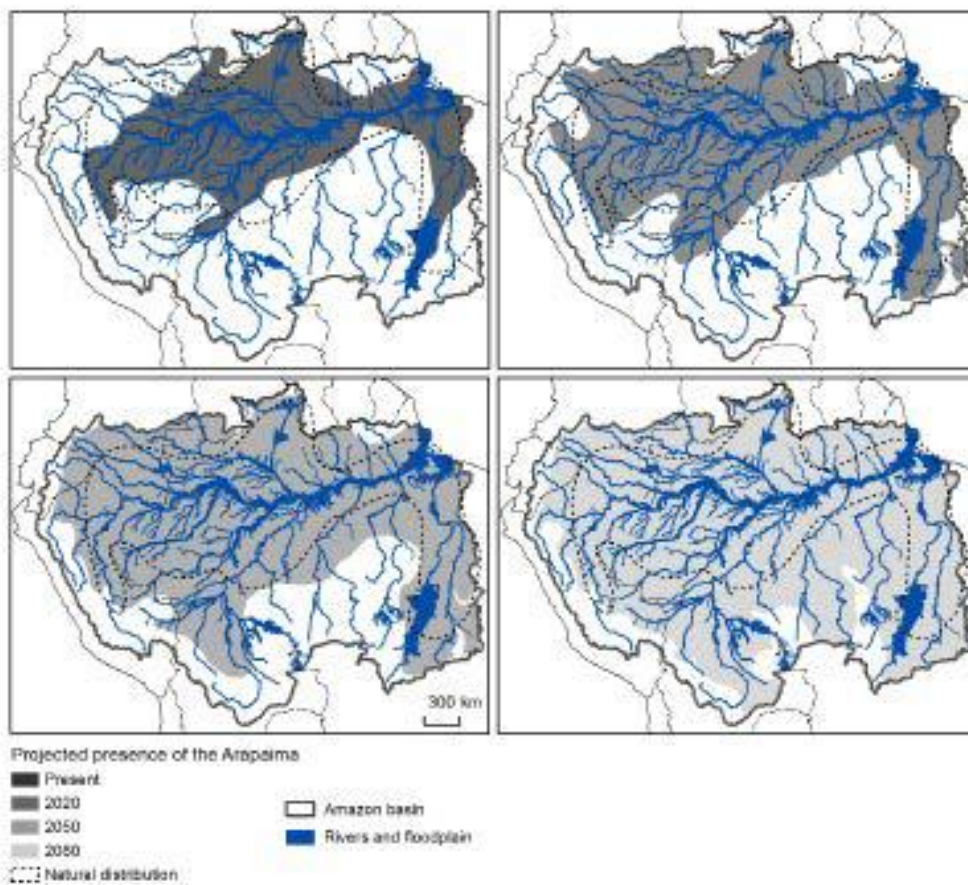 300 km
Projected presence of the Arapaima
Present
2020
2050
2080
Natural distribution
Amazon basin
Rivers and floodplain